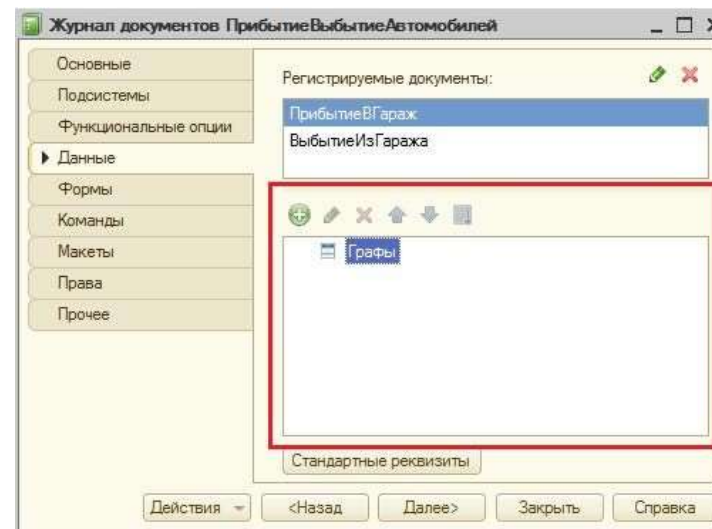 Журнал документов ПрибытиеВыбытиеАвтомобилей
Основные
Подсистемы
Функциональные опции
Данные
Формы
Команды
Макеты
Права
Прочее
Регистрируемые документы:
ПрибытиеВГараж
ВыбытиеИзГаража
Графы
Стандартные реквизиты
Действия
<Назад
Далее>
Закрыть
Справка